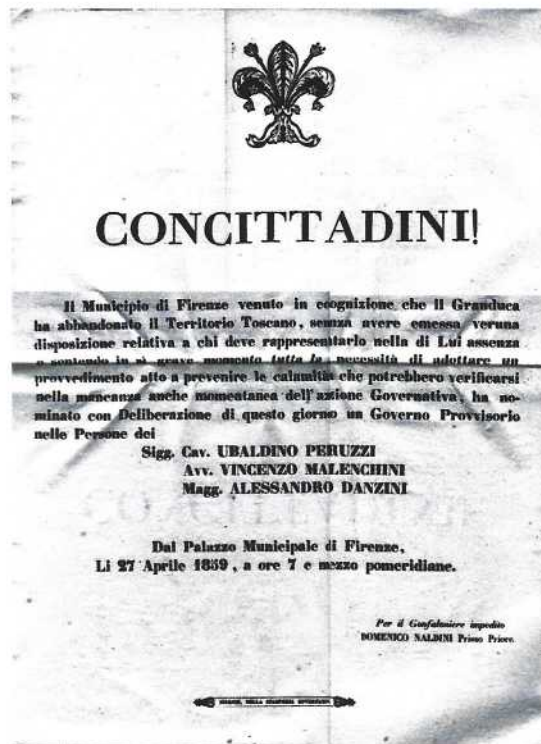 CONCITTADINI!
Il Municipio di Firenze venuto in cognizione che il Granduca
ha abbandonato il Territorio Toscano, senza avere emessa veruna
disposizione relativa a chi deve rappresentarlo nella di Lui assenza
e sentendo in sì grave momento tutta la necessità di adottare un
provvedimento atto a prevenire le calamità che potrebbero verificarsi
nella mancanza anche momentanea dell'azione Governativa, ha no-
minato con Deliberazione di questo giorno un Governo Provvisorio
nelle Persone dei
Sigg. Cav. UBALDINO PERUZZI
Avv. VINCENZO MALENCHINI
Magg. ALESSANDRO DANZINI
Dal Palazzo Municipale di Firenze,
Li 27 Aprile 1859, a ore 7 e mezzo pomeridiane.
Per il Gonfaloniere impedito
DOMENICO NALDINI Primo Priore.